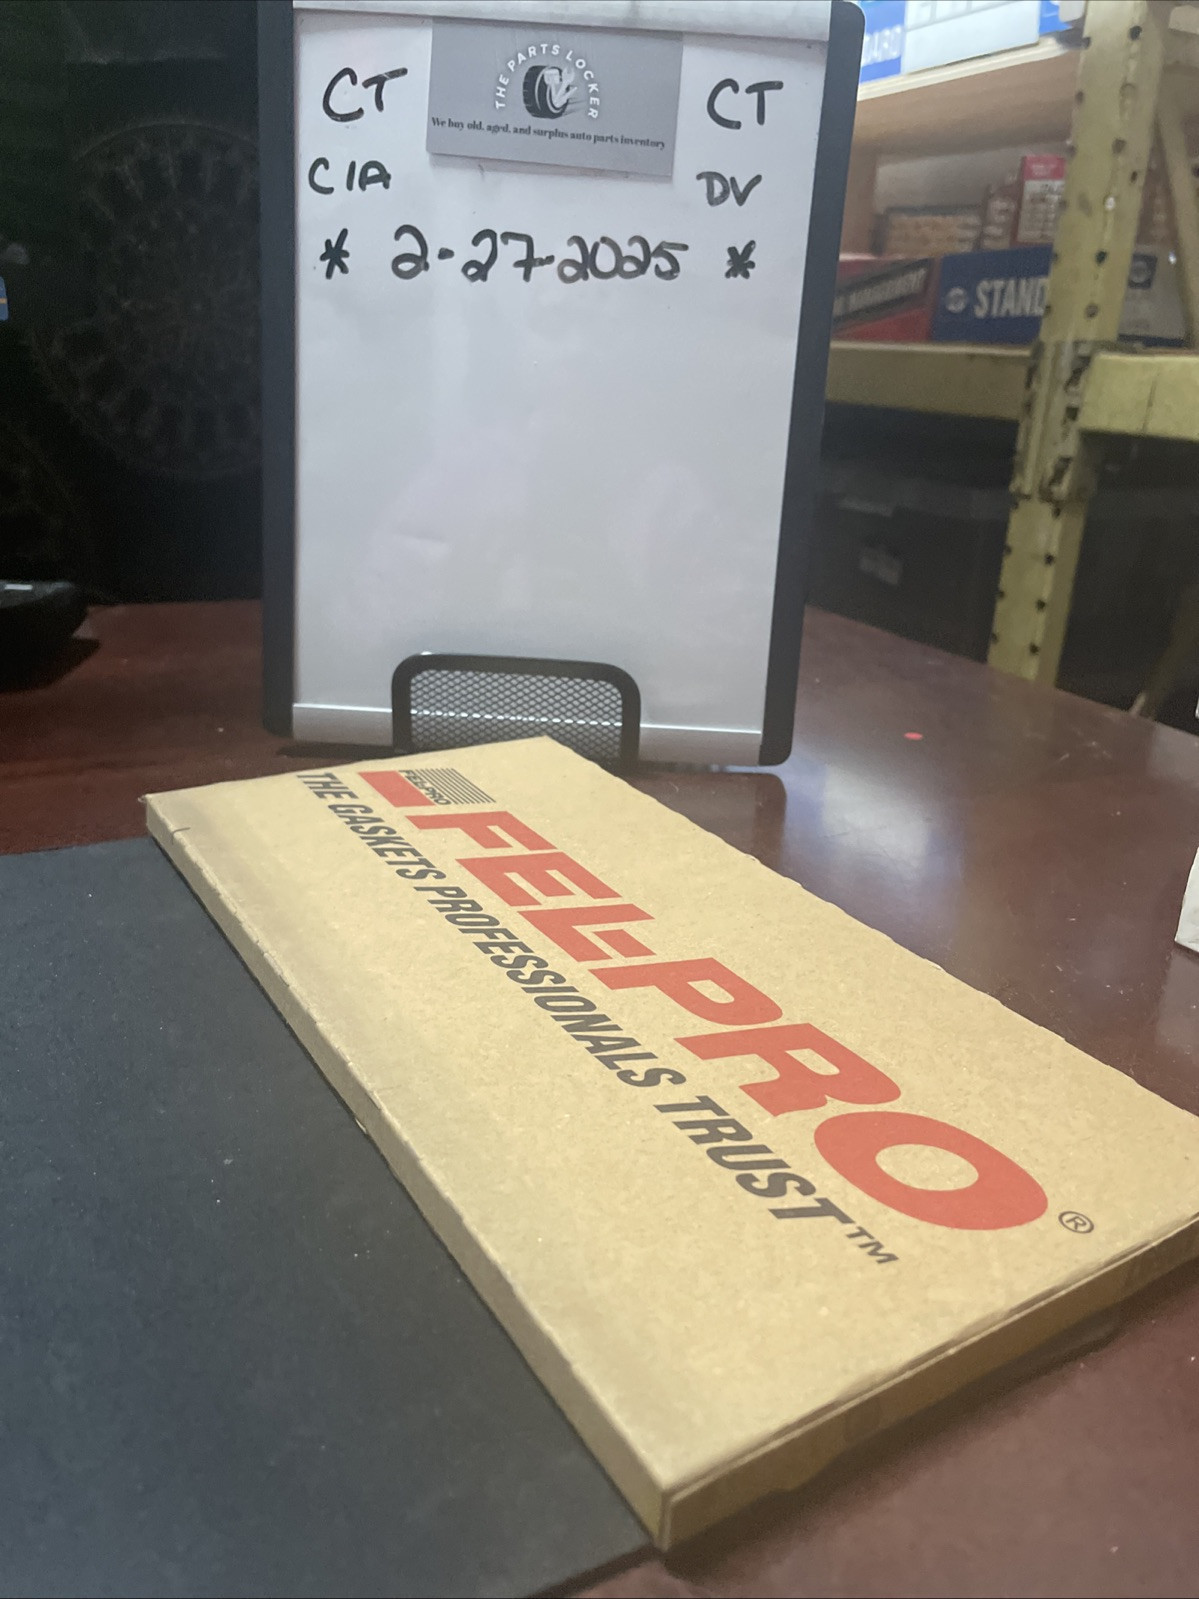 THE PARTS LOCKER
We buy old, aged, and surplus auto parts inventory
CT CT
CIA DV
* 2-27-2025 *
STAND
FEL-PRO
FEL-PRO®
THE GASKETS PROFESSIONALS TRUST™